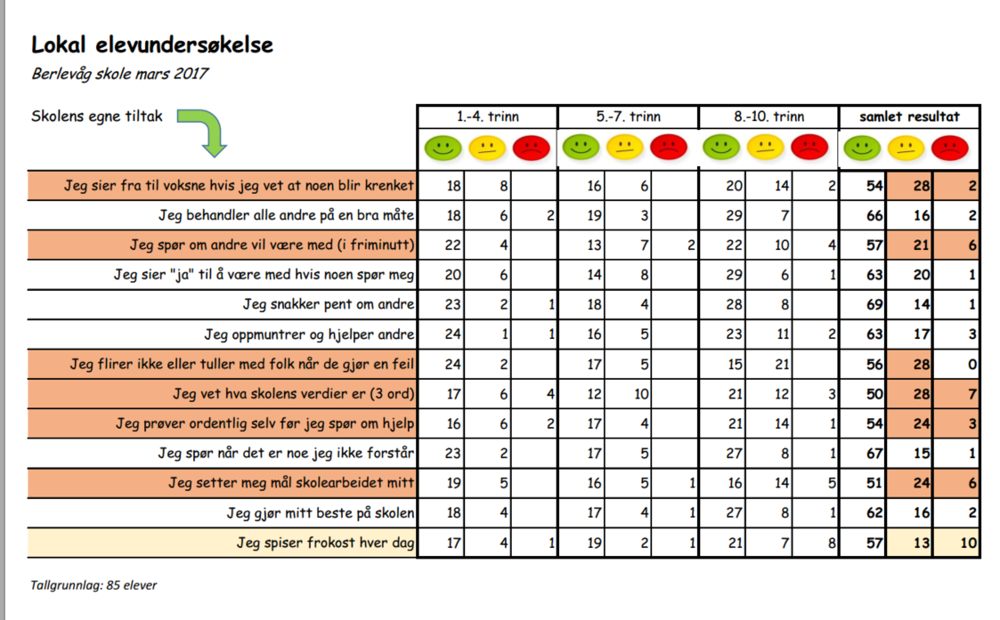 Lokal elevundersøkelse
Berlevåg skole mars 2017
Skolens egne tiltak
1.-4. trinn 5.-7. trinn 8.-10. trinn samlet resultat
Jeg sier fra til voksne hvis jeg vet at noen blir krenket 18 8 16 6 20 14 2 54 28 2
Jeg behandler alle andre på en bra måte 18 6 2 19 3 29 7 66 16 2
Jeg spør om andre vil være med (i friminutt) 22 4 13 7 2 22 10 4 57 21 6
Jeg sier "ja" til å være med hvis noen spør meg 20 6 14 8 29 6 1 63 20 1
Jeg snakker pent om andre 23 2 1 18 4 28 8 69 14 1
Jeg oppmuntrer og hjelper andre 24 1 1 16 5 23 11 2 63 17 3
Jeg flirer ikke eller tuller med folk når de gjør en feil 24 2 17 5 15 21 56 28 0
Jeg vet hva skolens verdier er (3 ord) 17 6 4 12 10 21 12 3 50 28 7
Jeg prøver ordentlig selv før jeg spør om hjelp 16 6 2 17 4 21 14 1 54 24 3
Jeg spør når det er noe jeg ikke forstår 23 2 17 5 27 8 1 67 15 1
Jeg setter meg mål skolearbeidet mitt 19 5 16 5 1 16 14 5 51 24 6
Jeg gjør mitt beste på skolen 18 4 17 4 1 27 8 1 62 16 2
Jeg spiser frokost hver dag 17 4 1 19 2 1 21 7 8 57 13 10
Tallgrunnlag: 85 elever